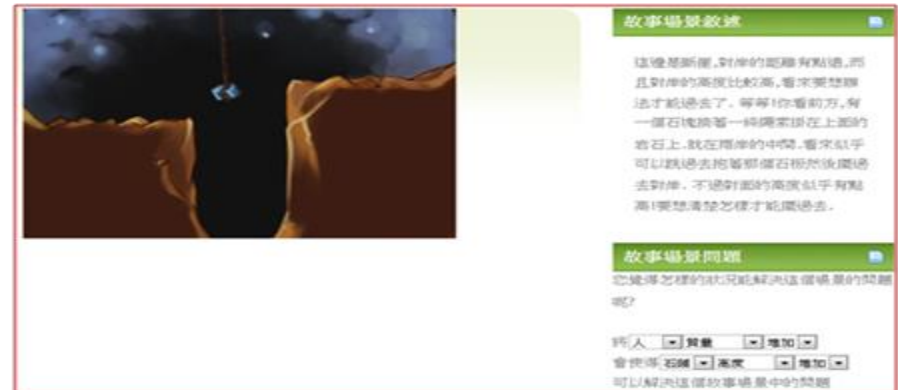 故事場景敘述
這邊是斷崖,對岸的距離有點遠,而
且對岸的高度比較高,看來要想辦
法才能過去了. 等等!你看前方,有
一個石塊換著一條繩索掛在上面的
岩石上.就在兩岸的中間.看來似乎
可以跳過去抱著那個石板然後擺過
去對岸. 不過對面的高度似乎有點
高!要想清楚怎樣才能擺過去.
故事場景問題
您覺得怎樣的狀況能解決這個場景的問題
呢?
將 人 質量 增加
會使得 石頭 高度 增加
可以解決這個故事場景中的問題